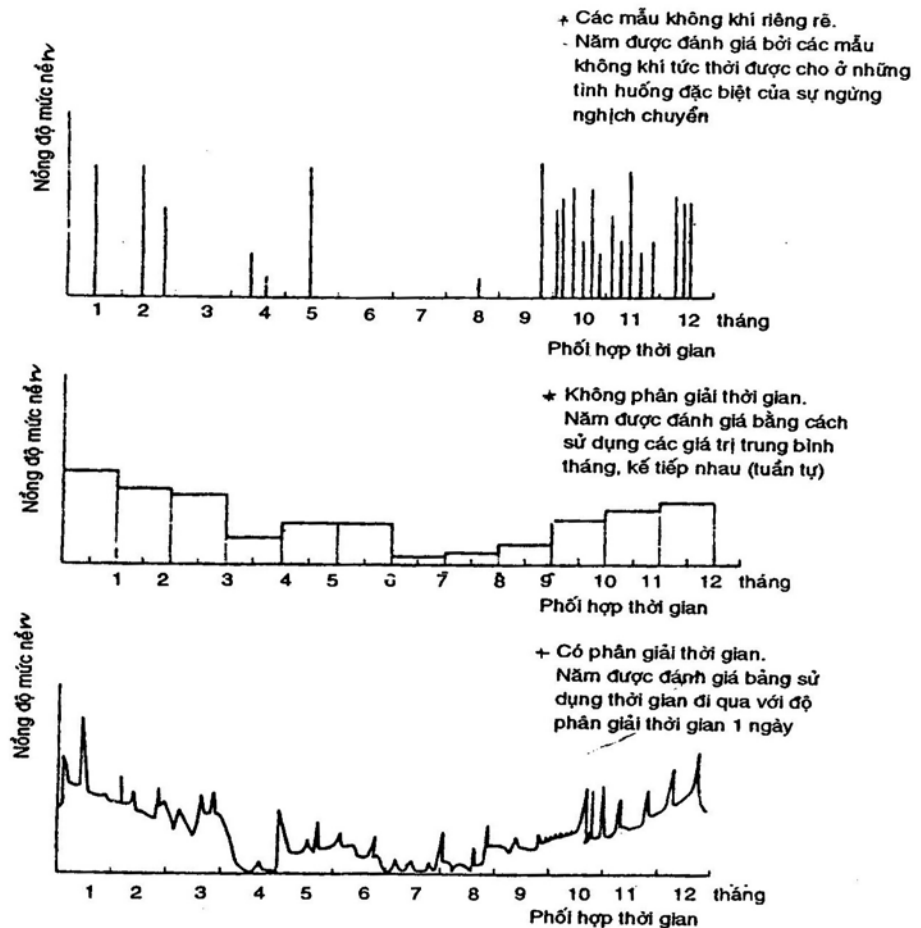 + Các mẫu không khí riêng rẽ.
- Năm được đánh giá bởi các mẫu
không khí tức thời được cho ở những
tình huống đặc biệt của sự ngừng
nghịch chuyển
Nồng độ mức nền
1 2 3 4 5 6 7 8 9 10 11 12 tháng
Phối hợp thời gian
* Không phân giải thời gian.
Năm được đánh giá bằng cách
sử dụng các giá trị trung bình
tháng, kế tiếp nhau (tuần tự)
Nồng độ mức nền
1 2 3 4 5 6 7 8 9 10 11 12 tháng
Phối hợp thời gian
+ Có phân giải thời gian.
Năm được đánh giá bảng sử
dụng thời gian đi qua với độ
phân giải thời gian 1 ngày
Nồng độ mức nền
1 2 3 4 5 6 7 8 9 10 11 12 tháng
Phối hợp thời gian